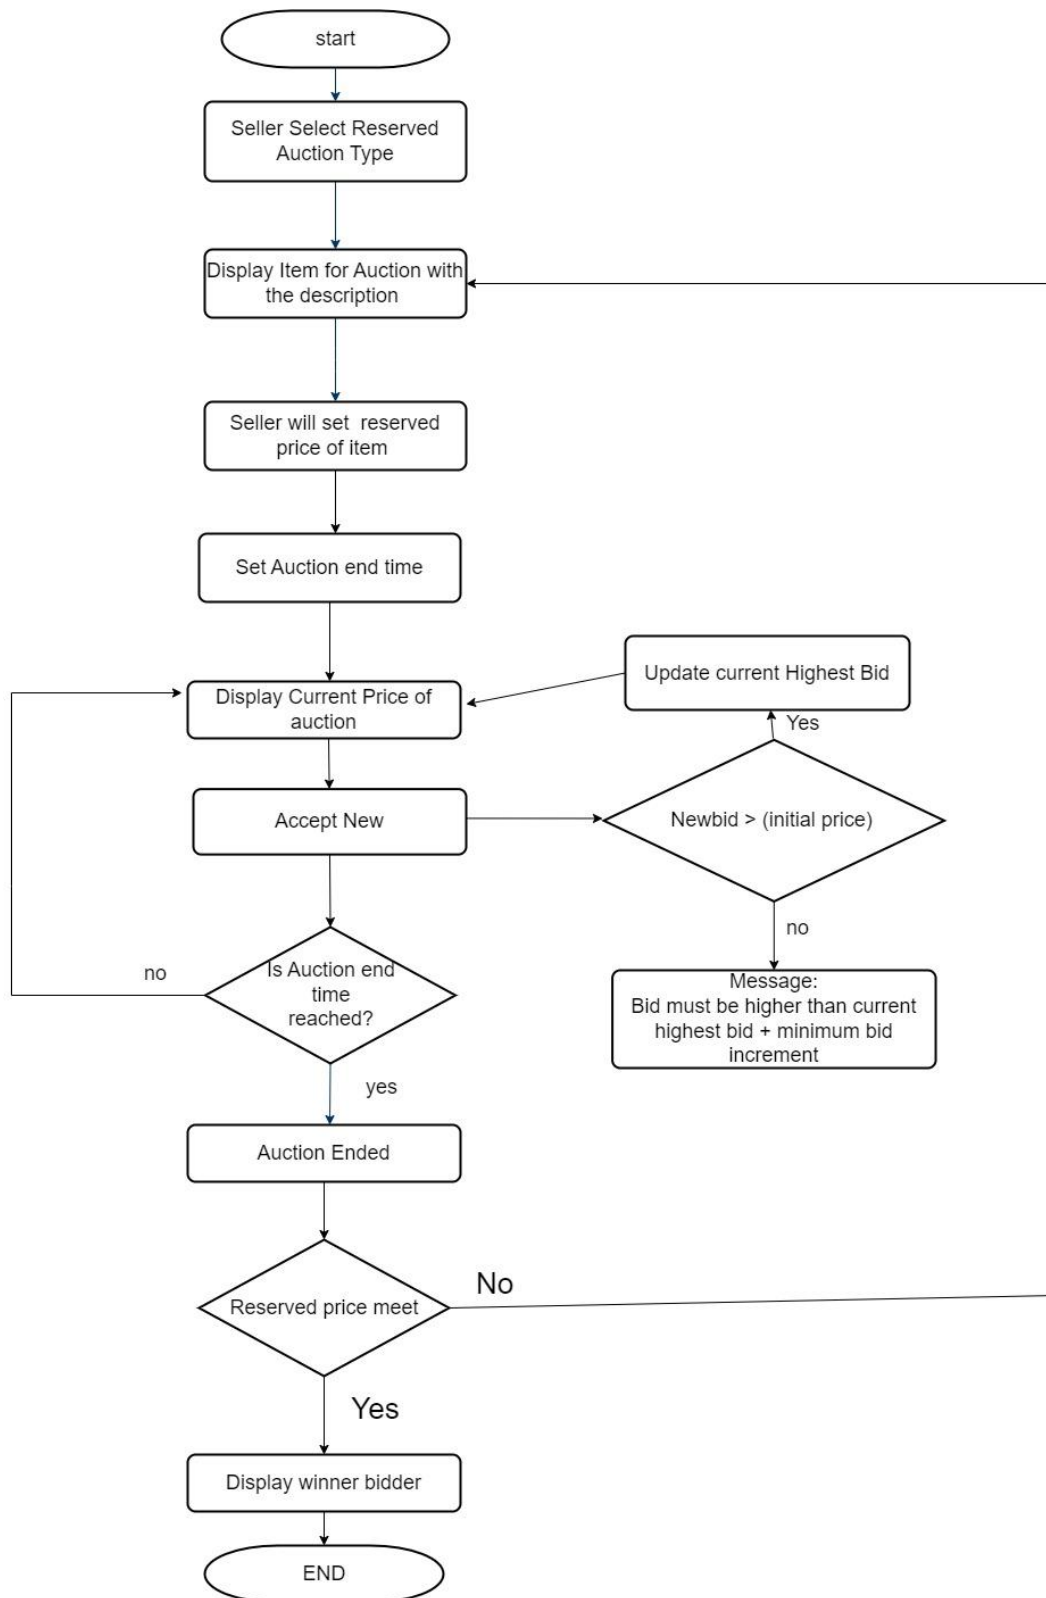 start
Seller Select Reserved
Auction Type
Display Item for Auction with
the description
Seller will set  reserved
price of item
Set Auction end time
Update current Highest Bid
Display Current Price of
auction
Yes
Accept New
Newbid > (initial price)
no
Is Auction end
time
reached?
no
Message:
Bid must be higher than current
highest bid + minimum bid
increment
yes
Auction Ended
Reserved price meet
No
Yes
Display winner bidder
END